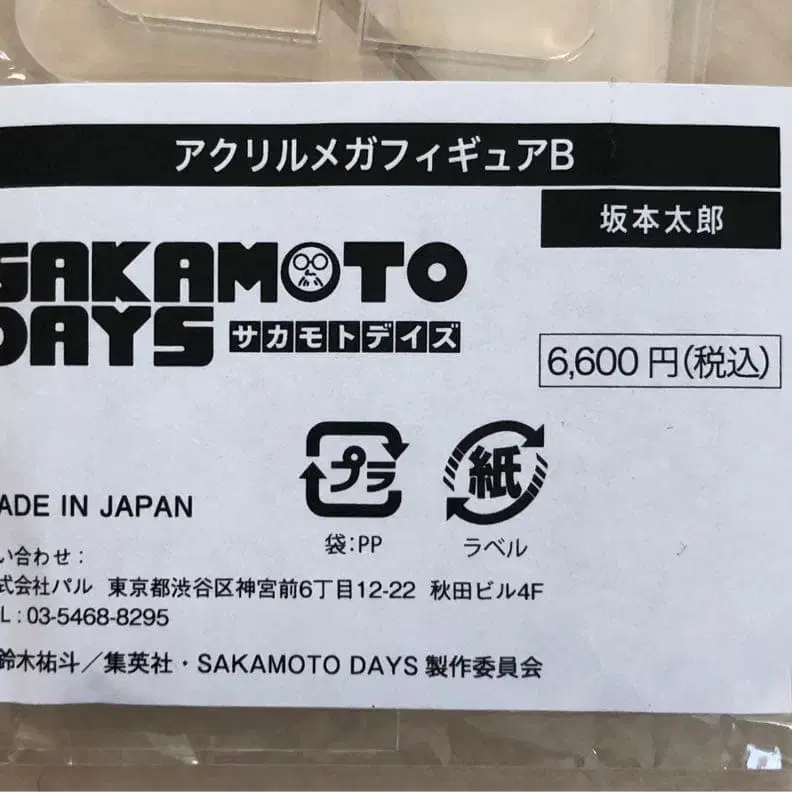 アクリルメガフィギュアB
坂本太郎
SAKAMOTO
DAYS サカモトデイズ
6,600 円(税込)
プラ 紙
袋:PP ラベル
ADE IN JAPAN
い合わせ:
式会社パル 東京都渋谷区神宮前6丁目12-22 秋田ビル4F
L:03-5468-8295
鈴木祐斗/集英社・SAKAMOTO DAYS 製作委員会